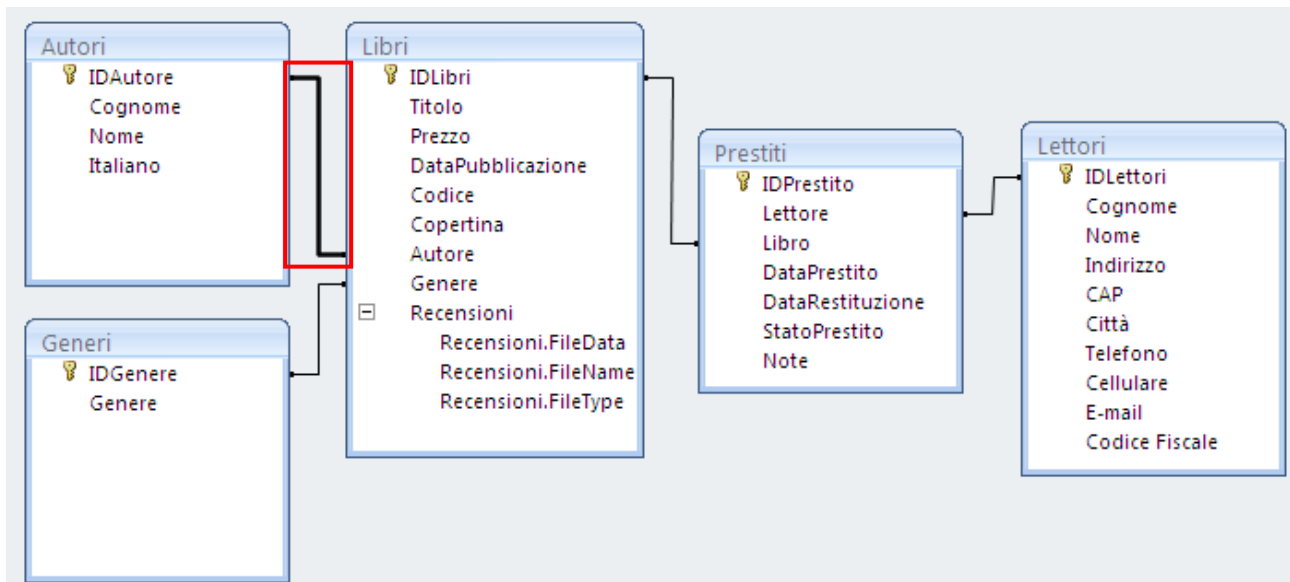 Autori
IDAutore
Cognome
Nome
Italiano
Generi
IDGenere
Genere
Libri
IDLibri
Titolo
Prezzo
DataPubblicazione
Codice
Copertina
Autore
Genere
Recensioni
Recensioni.FileData
Recensioni.FileName
Recensioni.FileType
Prestiti
IDPrestito
Lettore
Libro
DataPrestito
DataRestituzione
StatoPrestito
Note
Lettori
IDLettori
Cognome
Nome
Indirizzo
CAP
Città
Telefono
Cellulare
E-mail
Codice Fiscale